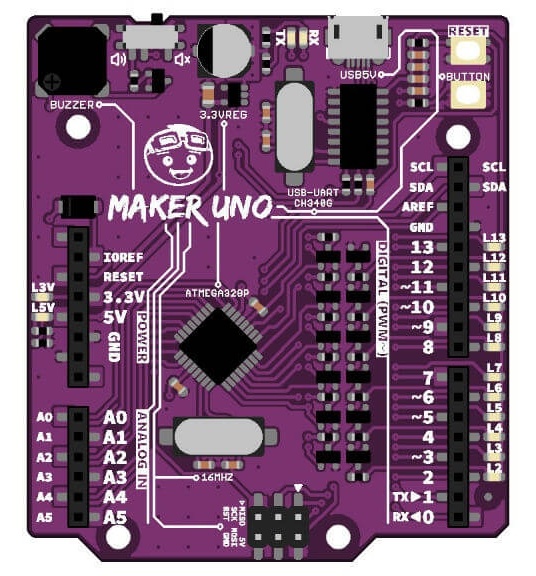 RESET
TX
RX
USB5V
BUTTON
BUZZER
3.3VREG
USB-UART
CH340G
MAKER UNO
SCL SCL
SDA SDA
AREF
GND
13 L13
12 L12
~11 L11
~10 L10
~9 L9
8 L8
DIGITAL (PWM~)
7 L7
~6 L6
~5 L5
4 L4
~3 L3
2 L2
TX▶1
RX◀0
IOREF
RESET
L3V 3.3V
L5V 5V
GND
POWER
ATMEGA328P
ANALOG IN
A0 A0
A1 A1
A2 A2
A3 A3
A4 A4
A5 A5
16MHZ
MISO
SCK
RST
5V
MOSI
GND